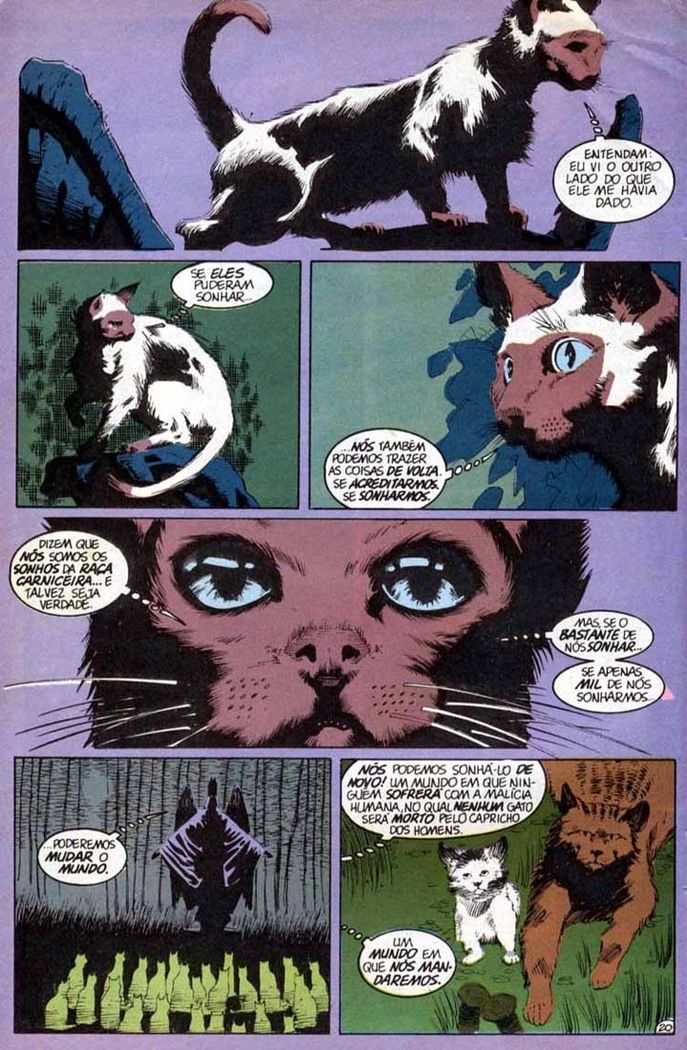 ENTENDAM:
EU VI O OUTRO
LADO DO QUE
ELE ME HAVIA
DADO.
SE ELES
PUDERAM
SONHAR...
...NÓS TAMBÉM
PODEMOS TRAZER
AS COISAS DE VOLTA.
SE ACREDITARMOS.
SE SONHARMOS.
DIZEM QUE
NÓS SOMOS OS
SONHOS DA RAÇA
CARNICEIRA... E
TALVEZ SEJA
VERDADE.
MAS, SE O
BASTANTE DE
NÓS SONHAR...
SE APENAS
MIL DE NÓS
SONHARMOS...
...PODEREMOS
MUDAR O
MUNDO.
NÓS PODEMOS SONHÁ-LO DE
NOVO! UM MUNDO EM QUE NIN-
GUÉM SOFRERÁ COM A MALÍCIA
HUMANA, NO QUAL NENHUM GATO
SERÁ MORTO PELO CAPRICHO
DOS HOMENS.
UM
MUNDO EM
QUE NÓS MAN-
DAREMOS.
20